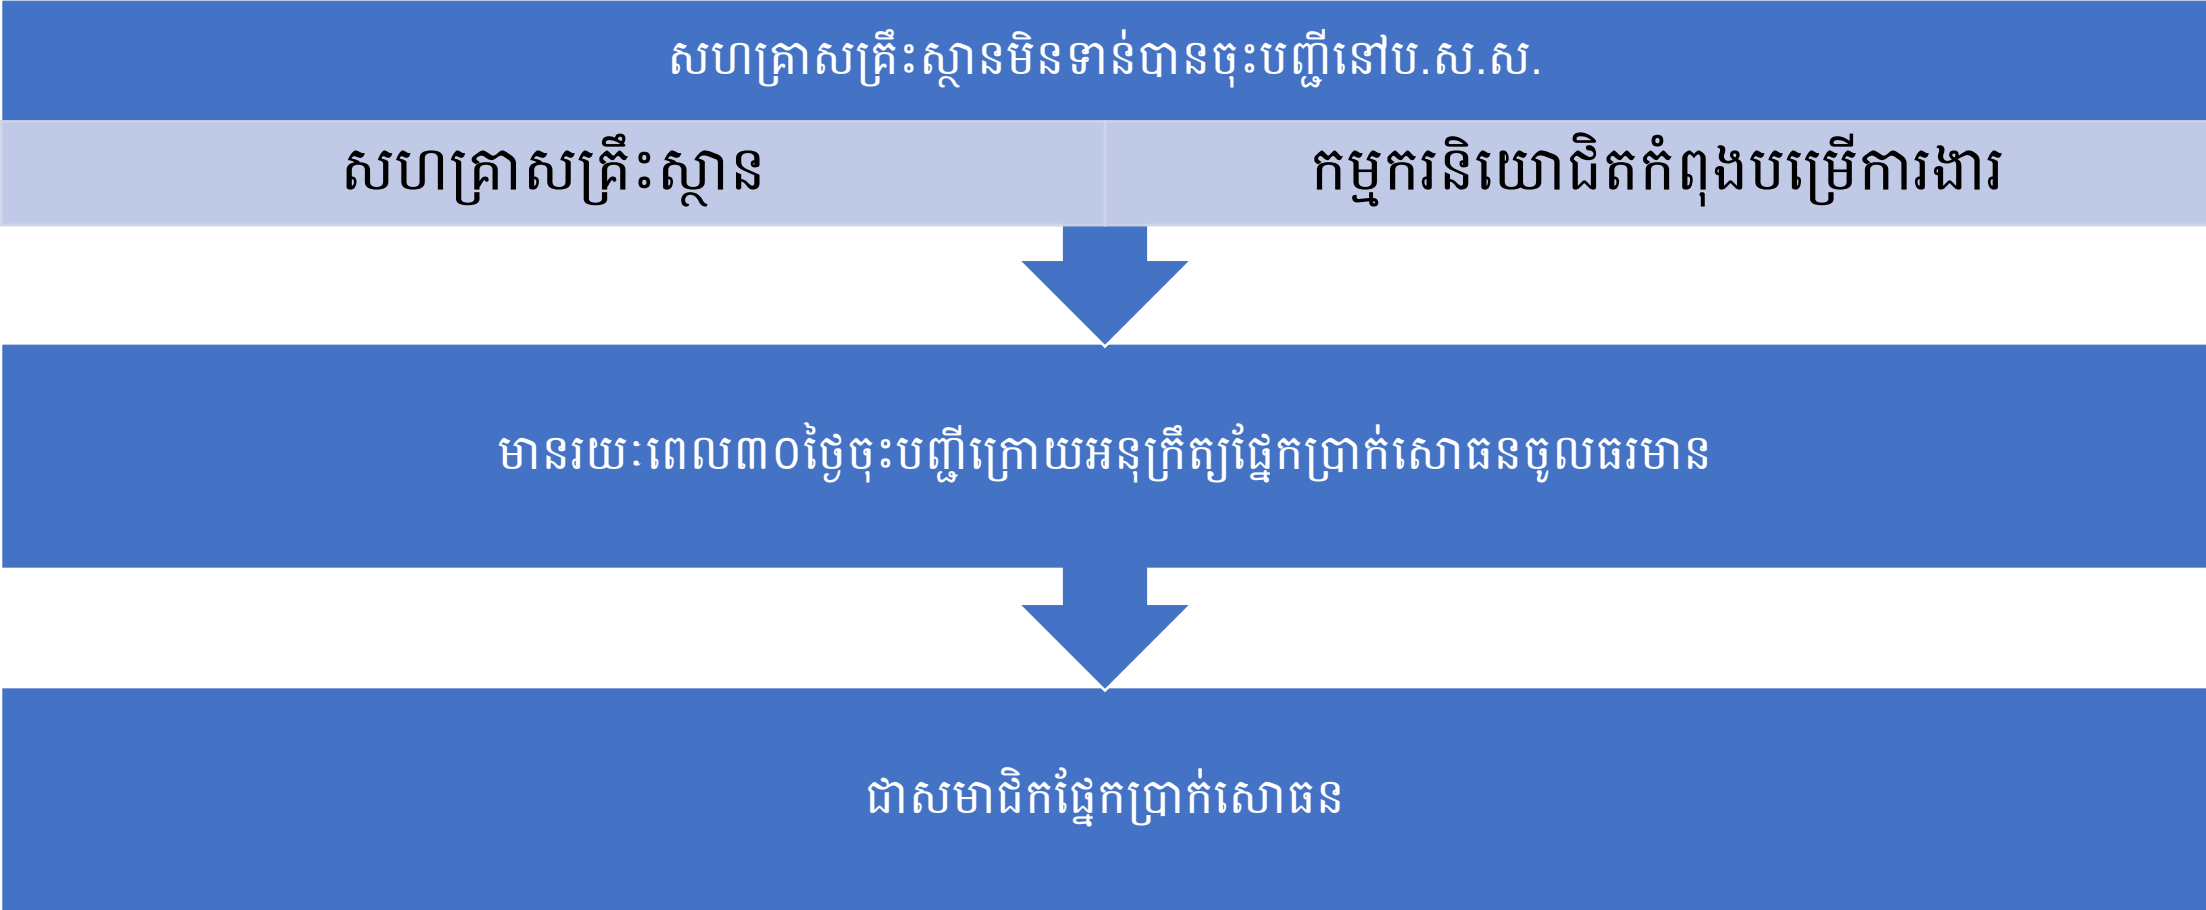 សហគ្រាសគ្រឹះស្ថានមិនទាន់បានចុះបញ្ជីនៅប.ស.ស.
សហគ្រាសគ្រឹះស្ថាន
កម្មករនិយោជិតកំពុងបម្រើការងារ
មានរយៈពេល៣០ថ្ងៃចុះបញ្ជីក្រោយអនុក្រឹត្យផ្នែកប្រាក់សោធនចូលធរមាន
ជាសមាជិកផ្នែកប្រាក់សោធន